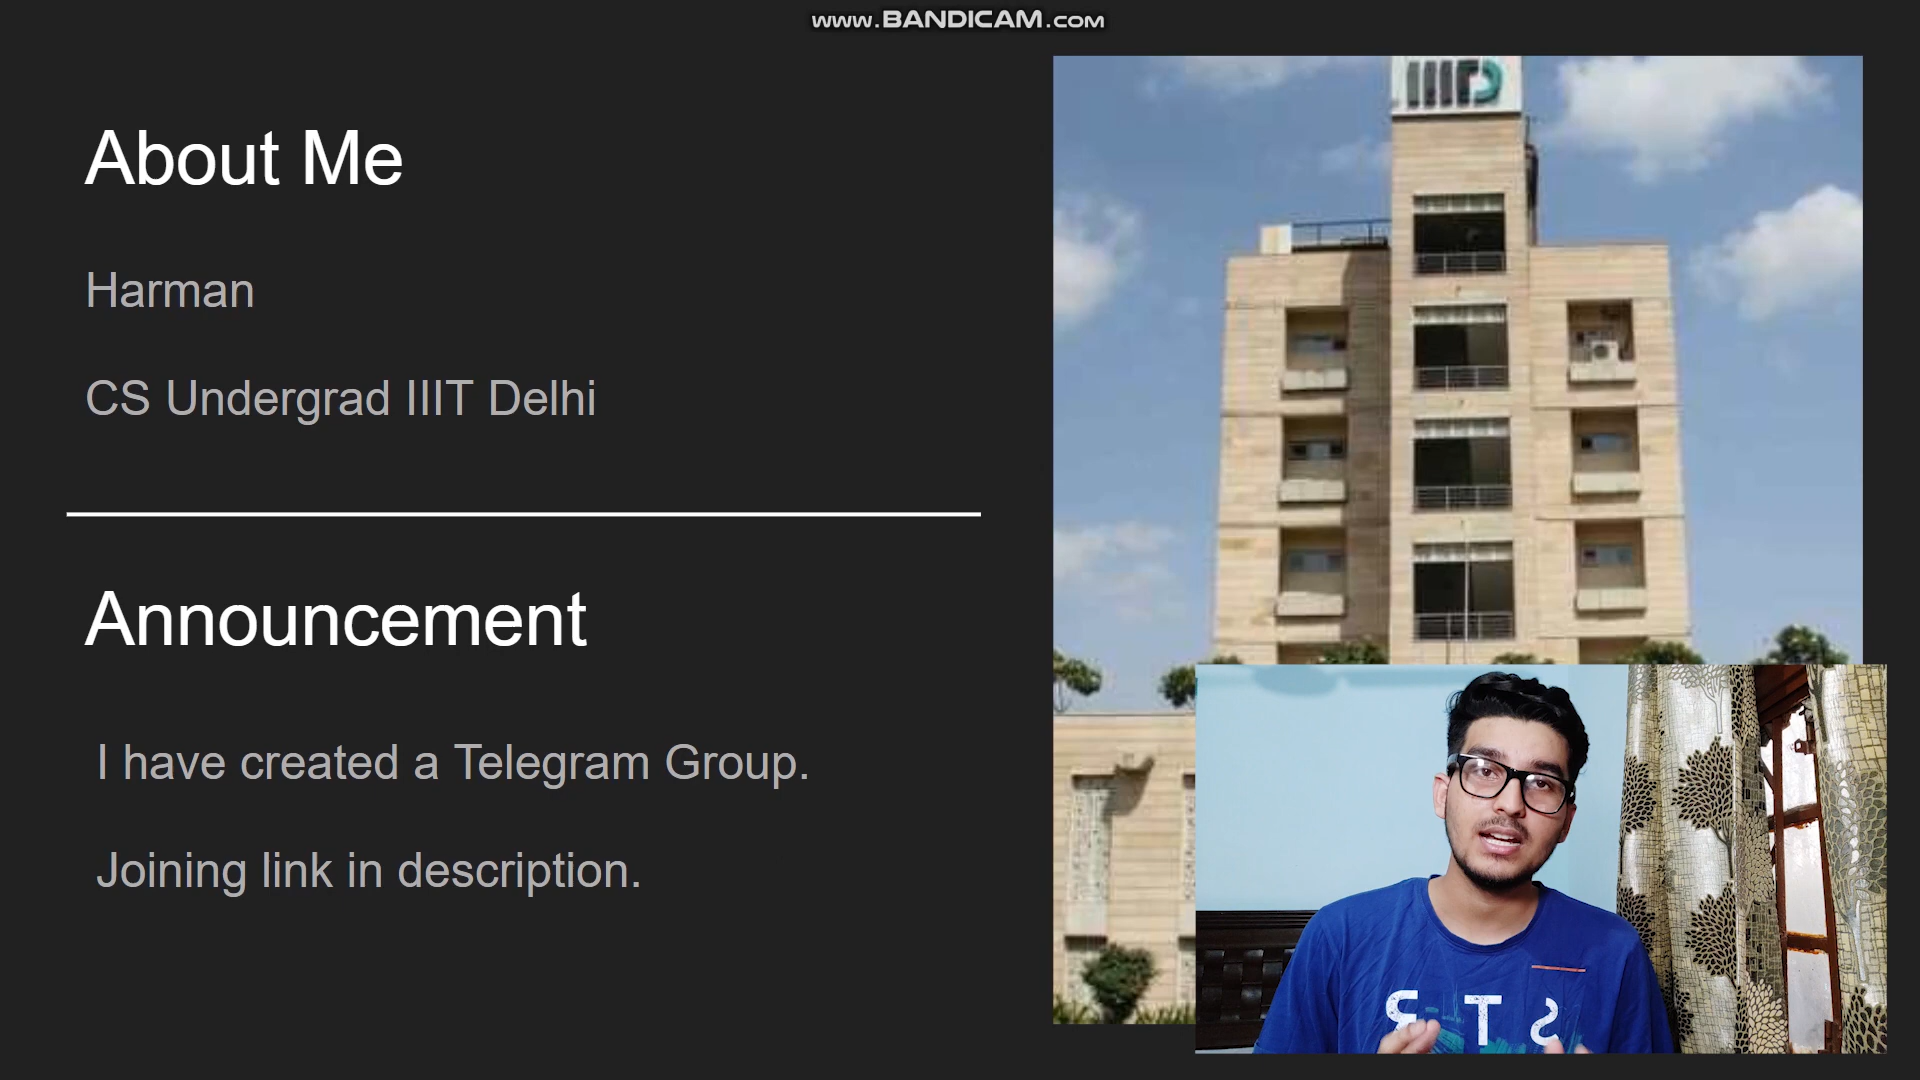 www.BANDICAM.com
IIITD
About Me
Harman
CS Undergrad IIIT Delhi
Announcement
I have created a Telegram Group.
Joining link in description.